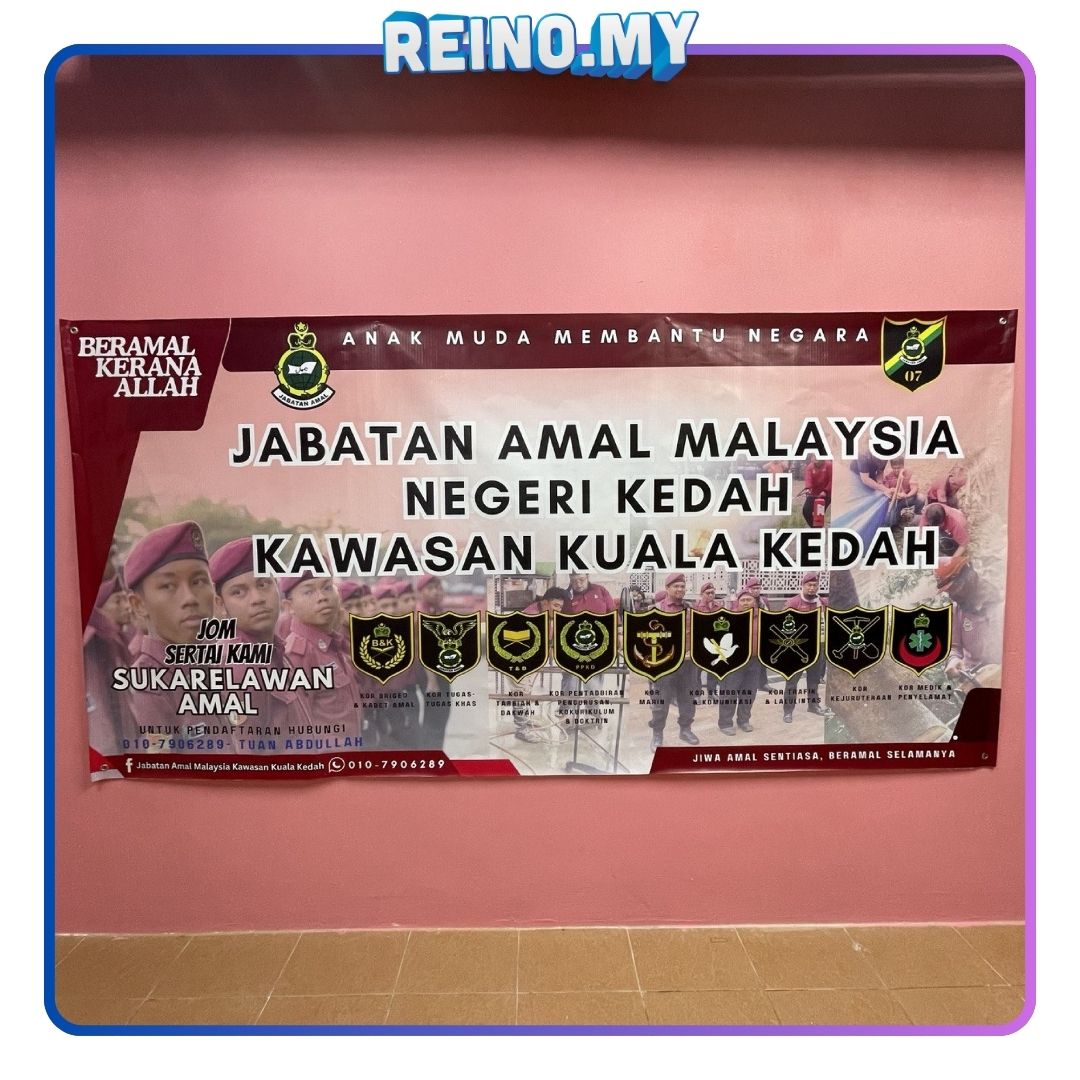 REINO.MY
BERAMAL
KERANA
ALLAH
JABATAN AMAL
ANAK MUDA MEMBANTU NEGARA
07
JABATAN AMAL MALAYSIA
NEGERI KEDAH
KAWASAN KUALA KEDAH
JOM
SERTAI KAMI
SUKARELAWAN
AMAL
UNTUK PENDAFTARAN HUBUNGI
010-7906289- TUAN ABDULLAH
B&K
T&D
PPKD
KOR BRIGED
& KADET AMAL
KOR TUGAS-
TUGAS KHAS
KOR
TARBIAH &
DAKWAH
KOR PENTADBIRAN
PENGURUSAN,
KOKURIKULUM
& DOKTRIN
KOR
MARIN
KOR SEMBOYAN
& KOMUNIKASI
KOR TRAFIK
& LALULINTAS
KOR
KEJURUTERAAN
KOR MEDIK &
PENYELAMAT
Jabatan Amal Malaysia Kawasan Kuala Kedah 010-7906289
JIWA AMAL SENTIASA, BERAMAL SELAMANYA